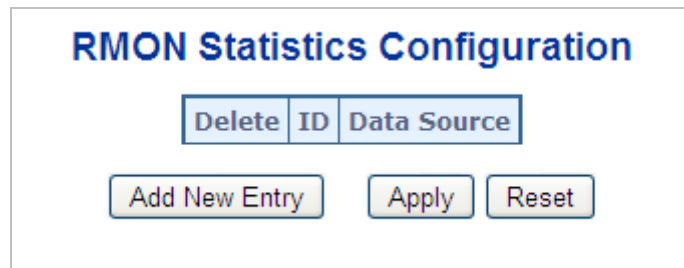 RMON Statistics Configuration
Delete ID Data Source
Add New Entry Apply Reset